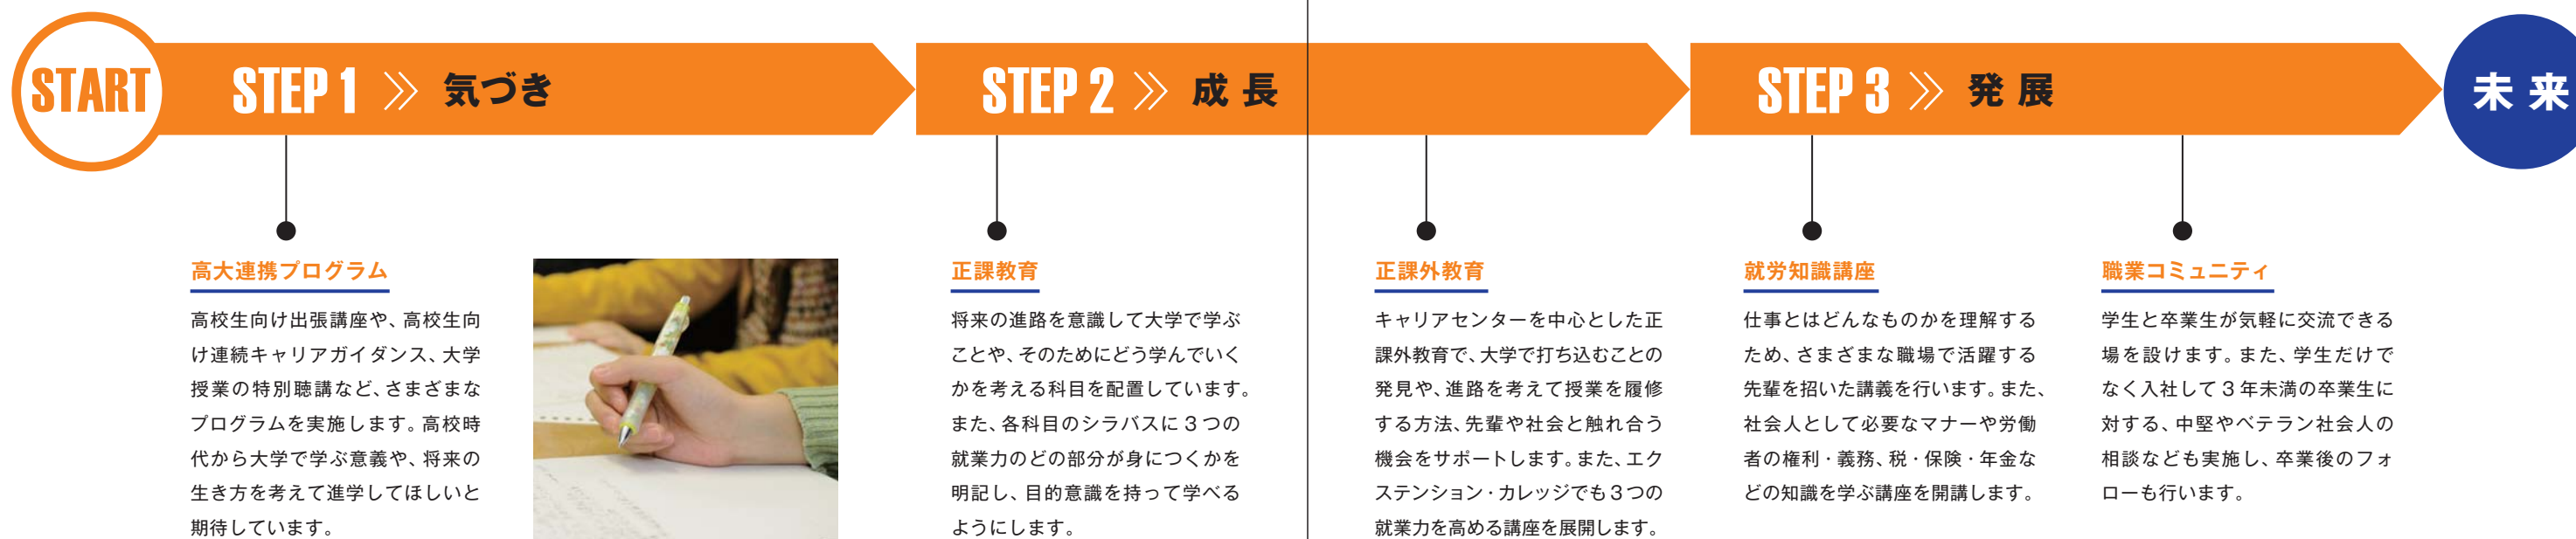 START
STEP 1 》 気づき
STEP 2 》 成長
STEP 3 》 発展
未来
高大連携プログラム
高校生向け出張講座や、高校生向
け連続キャリアガイダンス、大学
授業の特別聴講など、さまざまな
プログラムを実施します。高校時
代から大学で学ぶ意義や、将来の
生き方を考えて進学してほしいと
期待しています。
正課教育
将来の進路を意識して大学で学ぶ
ことや、そのためにどう学んでいく
かを考える科目を配置しています。
また、各科目のシラバスに3つの
就業力のどの部分が身につくかを
明記し、目的意識を持って学べる
ようにします。
正課外教育
キャリアセンターを中心とした正
課外教育で、大学で打ち込むことの
発見や、進路を考えて授業を履修
する方法、先輩や社会と触れ合う
機会をサポートします。また、エク
ステンション・カレッジでも3つの
就業力を高める講座を展開します。
就労知識講座
仕事とはどんなものかを理解する
ため、さまざまな職場で活躍する
先輩を招いた講義を行います。また、
社会人として必要なマナーや労働
者の権利・義務、税・保険・年金な
どの知識を学ぶ講座を開講します。
職業コミュニティ
学生と卒業生が気軽に交流できる
場を設けます。また、学生だけで
なく入社して3年未満の卒業生に
対する、中堅やベテラン社会人の
相談なども実施し、卒業後のフォ
ローも行います。